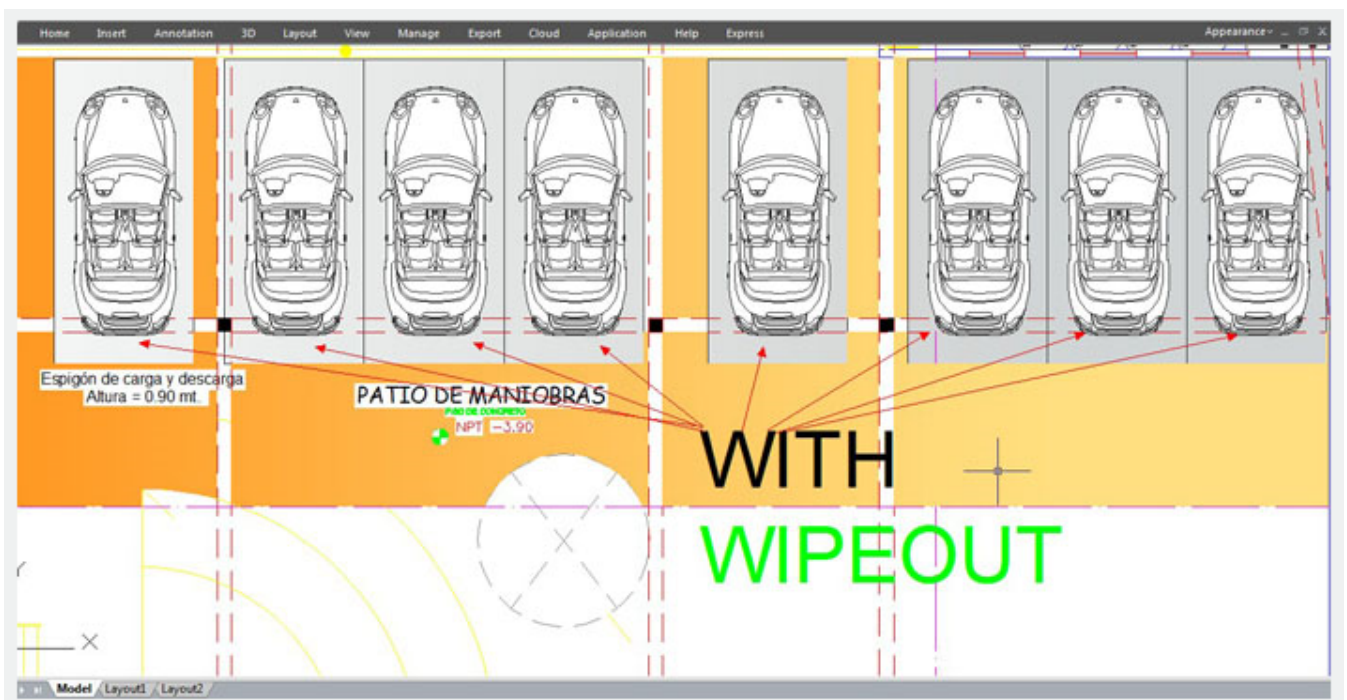 Home Insert Annotation 3D Layout View Manage Export Cloud Application Help Express Appearance
Espigón de carga y descarga
Altura = 0.90 mt.
PATIO DE MANIOBRAS
PISO DE CONCRETO
NPT -3.90
WITH
WIPEOUT
Y
X
Model Layout1 Layout2